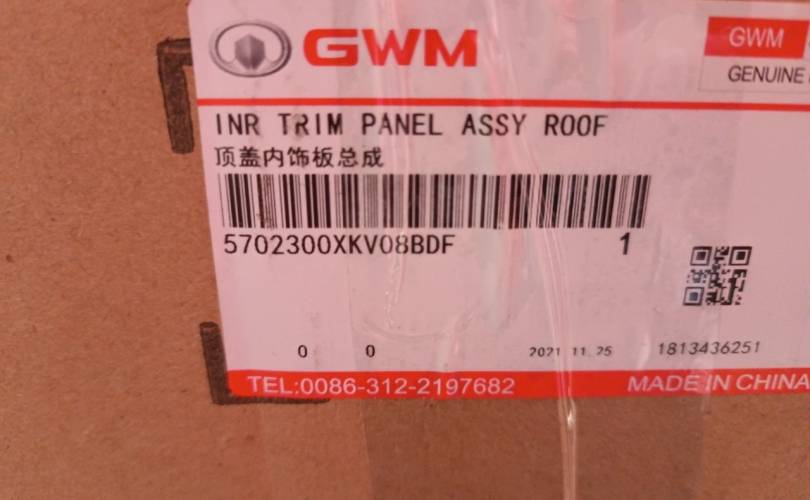 GWM
GWM
GENUINE
INR TRIM PANEL ASSY ROOF
顶盖内饰板总成
5702300XKV08BDF 1
0 0 2021.11.25 1813436251
TEL:0086-312-2197682 MADE IN CHINA